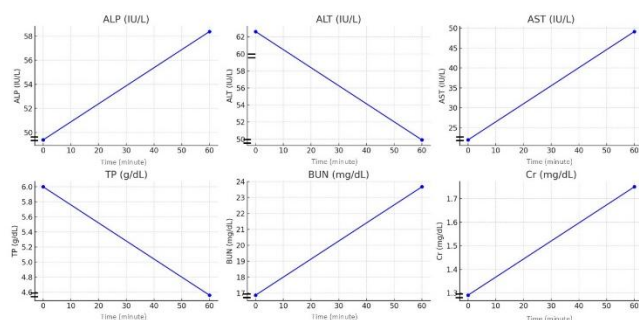 ALP (IU/L)
ALP (IU/L)
58
56
54
52
50
0 10 20 30 40 50 60
Time [minute]
ALT (IU/L)
ALT (IU/L)
62
60
58
56
54
52
50
0 10 20 30 40 50 60
Time [minute]
AST (IU/L)
AST (IU/L)
50
45
40
35
30
25
0 10 20 30 40 50 60
Time [minute]
TP (g/dL)
TP (g/dL)
6.0
5.8
5.6
5.4
5.2
5.0
4.8
4.6
0 10 20 30 40 50 60
Time [minute]
BUN (mg/dL)
BUN (mg/dL)
24
23
22
21
20
19
18
17
0 10 20 30 40 50 60
Time [minute]
Cr (mg/dL)
Cr (mg/dL)
1.7
1.6
1.5
1.4
1.3
0 10 20 30 40 50 60
Time [minute]